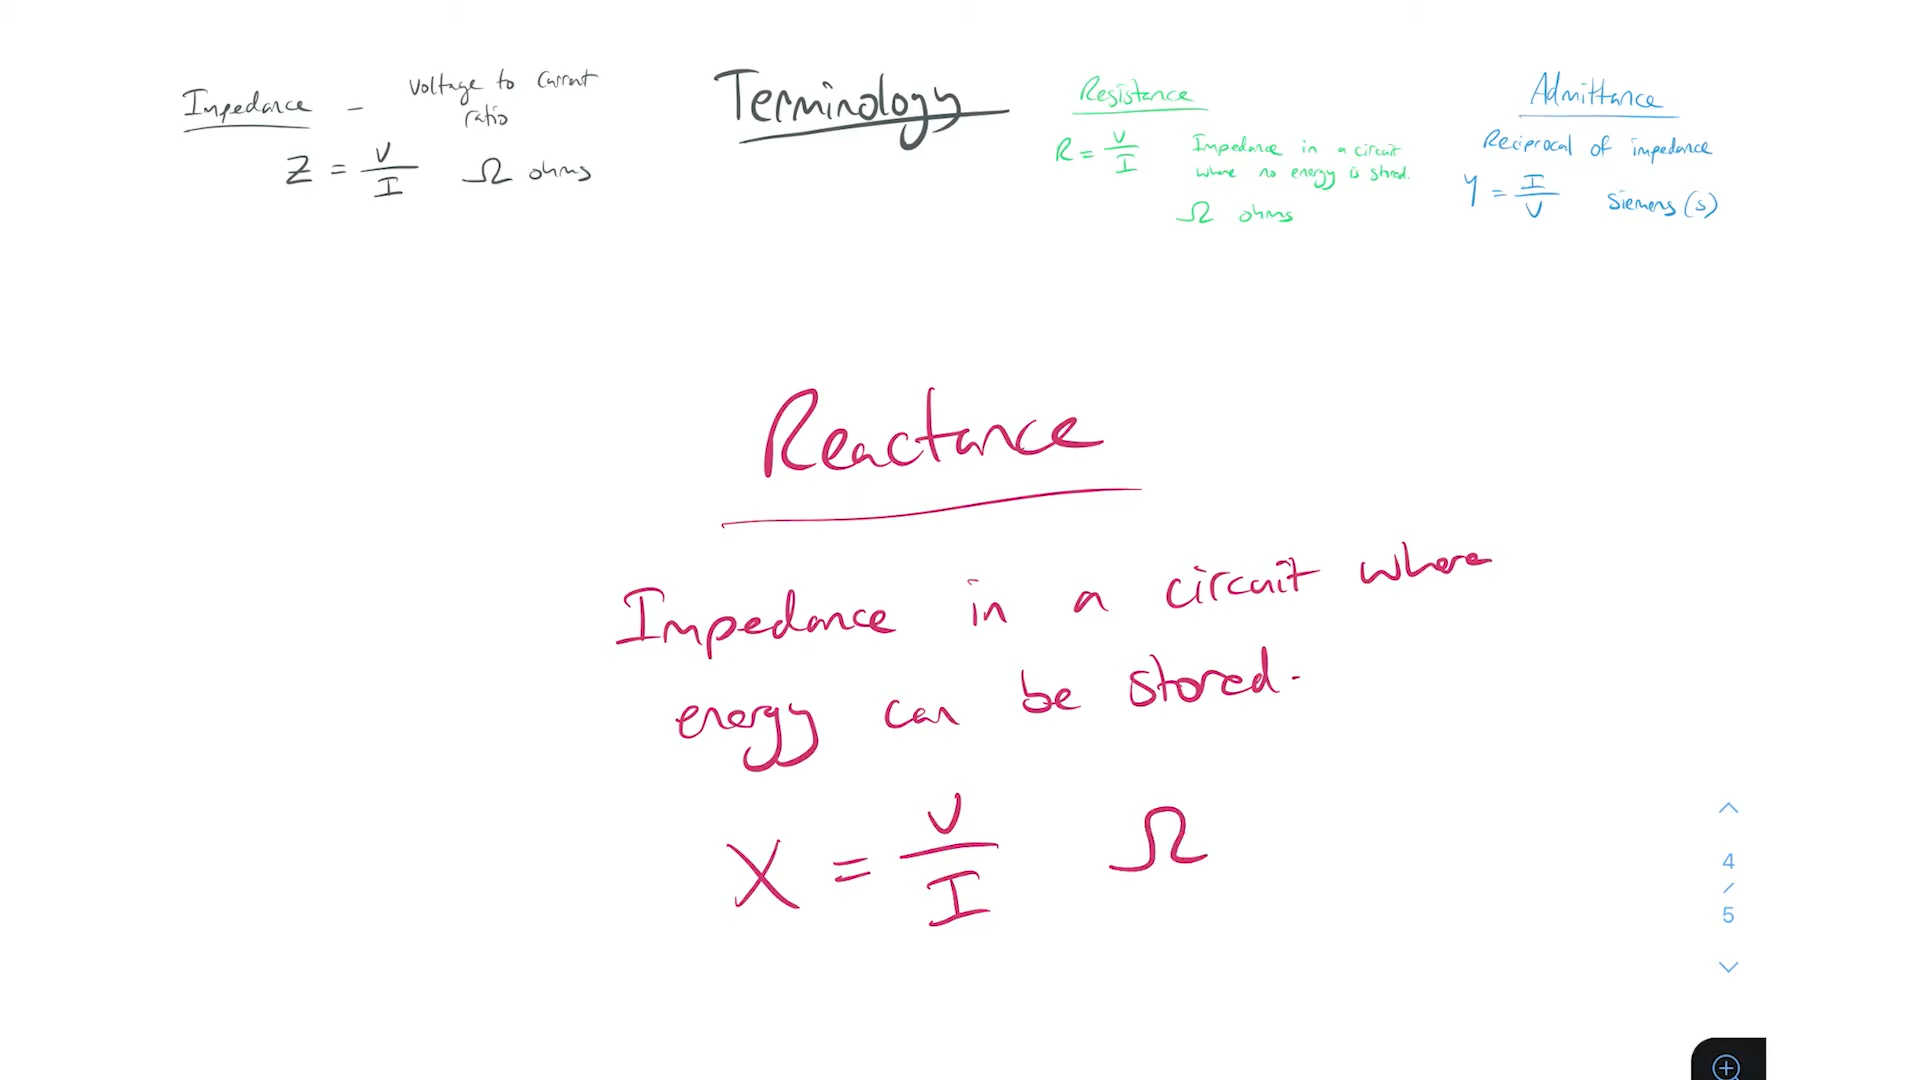 Impedance - Voltage to Current
ratio
Z = V/I Ω ohms
Terminology
Resistance
R = V/I Impedance in a circuit
where no energy is stored.
Ω ohms
Admittance
Reciprocal of impedance
Y = I/V Siemens (s)
Reactance
Impedance in a circuit where
energy can be stored.
X = V/I Ω
4
/
5